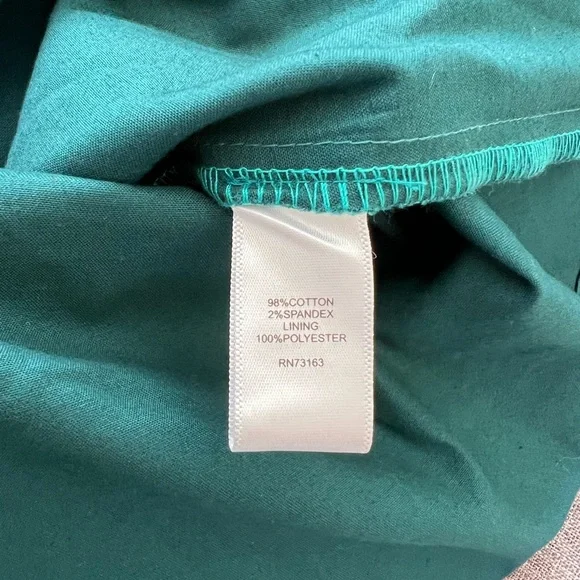 98%COTTON
2%SPANDEX
LINING
100%POLYESTER
RN73163